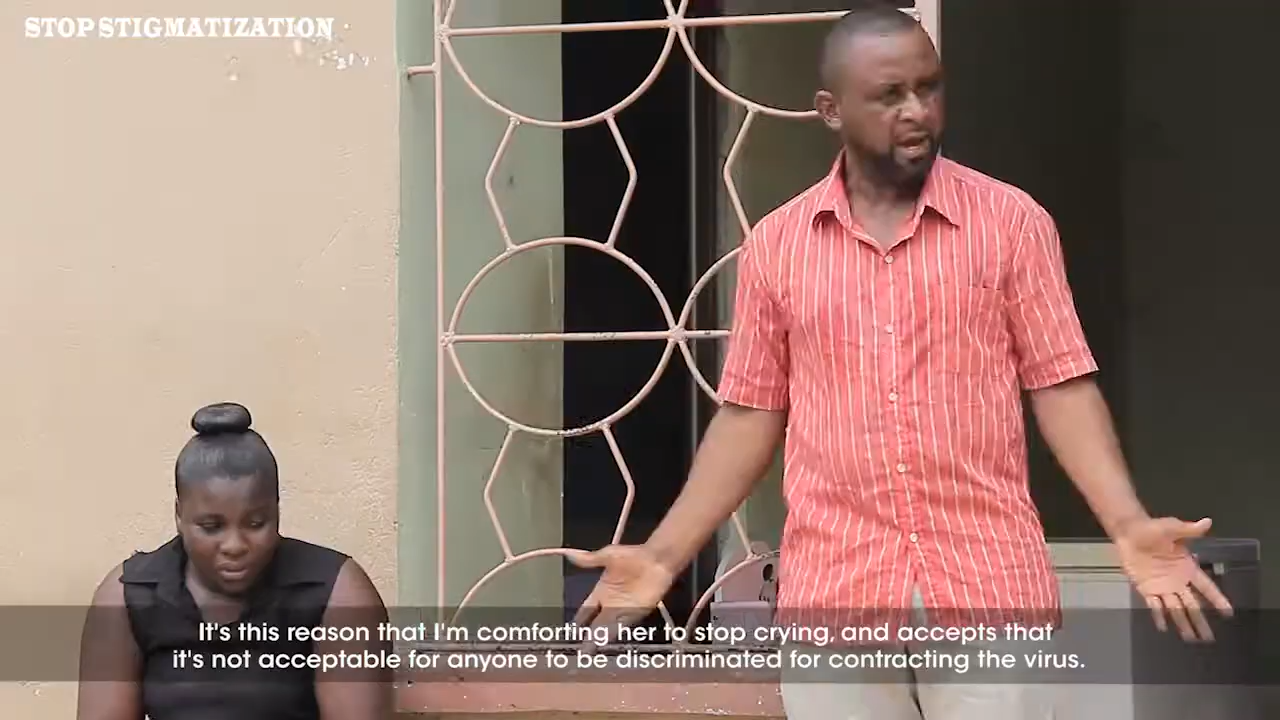 STOP STIGMATIZATION
It's this reason that I'm comforting her to stop crying, and accepts that
it's not acceptable for anyone to be discriminated for contracting the virus.